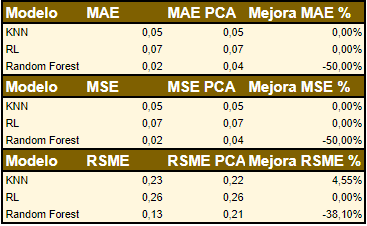 Modelo MAE MAE PCA Mejora MAE %
KNN 0,05 0,05 0,00%
RL 0,07 0,07 0,00%
Random Forest 0,02 0,04 -50,00%
Modelo MSE MSE PCA Mejora MSE %
KNN 0,05 0,05 0,00%
RL 0,07 0,07 0,00%
Random Forest 0,02 0,04 -50,00%
Modelo RSME RSME PCA Mejora RSME %
KNN 0,23 0,22 4,55%
RL 0,26 0,26 0,00%
Random Forest 0,13 0,21 -38,10%